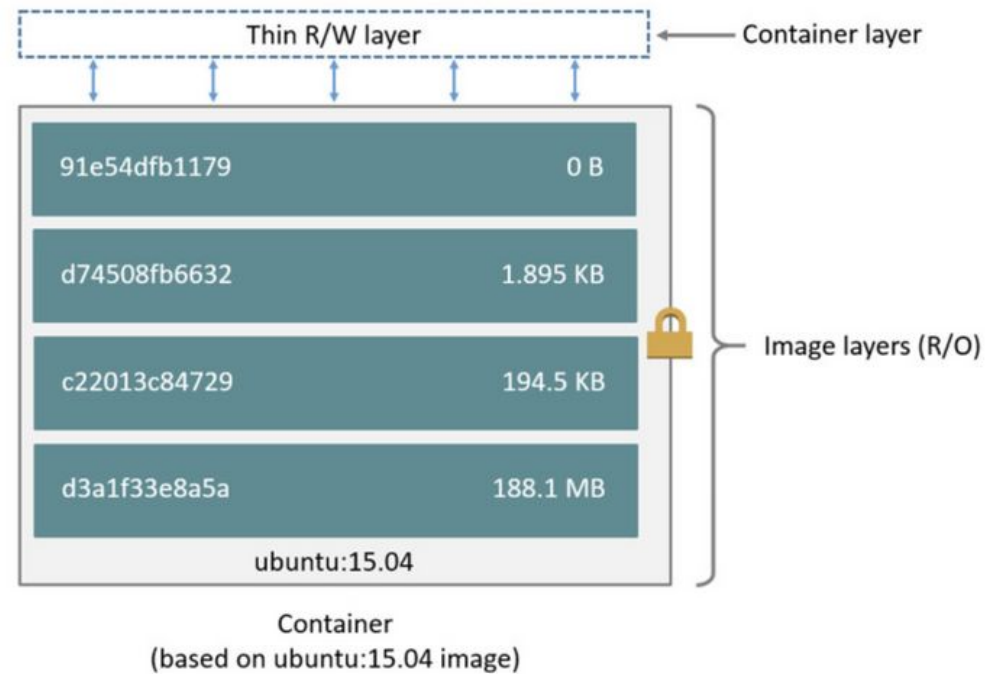 Thin R/W layer
Container layer
91e54dfb1179 0 B
d74508fb6632 1.895 KB
c22013c84729 194.5 KB
Image layers (R/O)
d3a1f33e8a5a 188.1 MB
ubuntu:15.04
Container
(based on ubuntu:15.04 image)